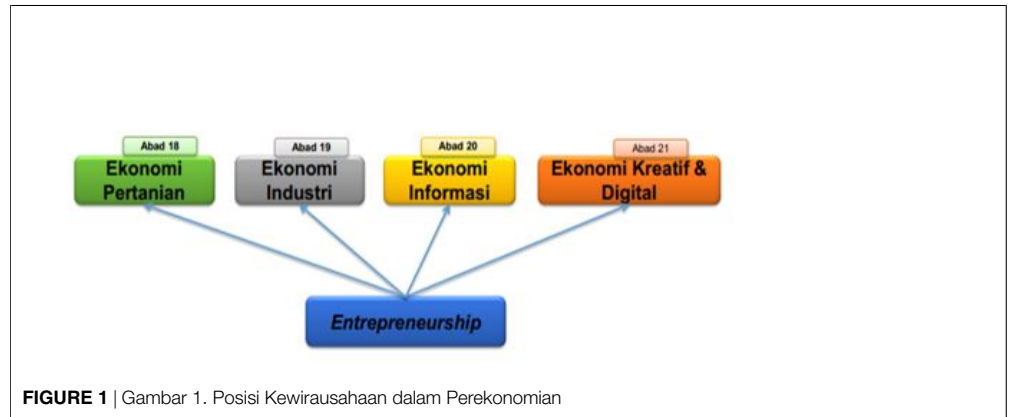 Abad 18
Ekonomi
Pertanian
Abad 19
Ekonomi
Industri
Abad 20
Ekonomi
Informasi
Abad 21
Ekonomi Kreatif &
Digital
Entrepreneurship
FIGURE 1 | Gambar 1. Posisi Kewirausahaan dalam Perekonomian